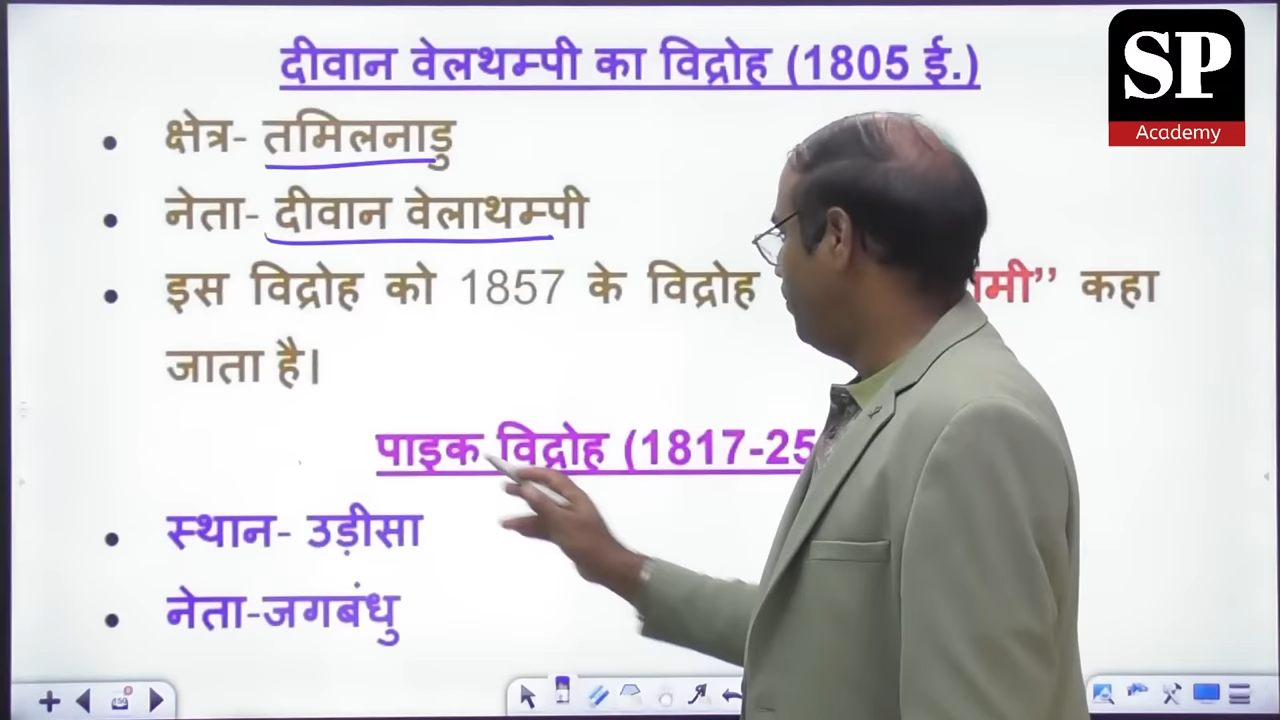 SP
Academy
दीवान वेलथम्पी का विद्रोह (1805 ई.)
क्षेत्र- तमिलनाडु
नेता- दीवान वेलाथम्पी
इस विद्रोह को 1857 के विद्रोह मी” कहा
जाता है।
पाइक विद्रोह (1817-25
स्थान- उड़ीसा
नेता-जगबंधु